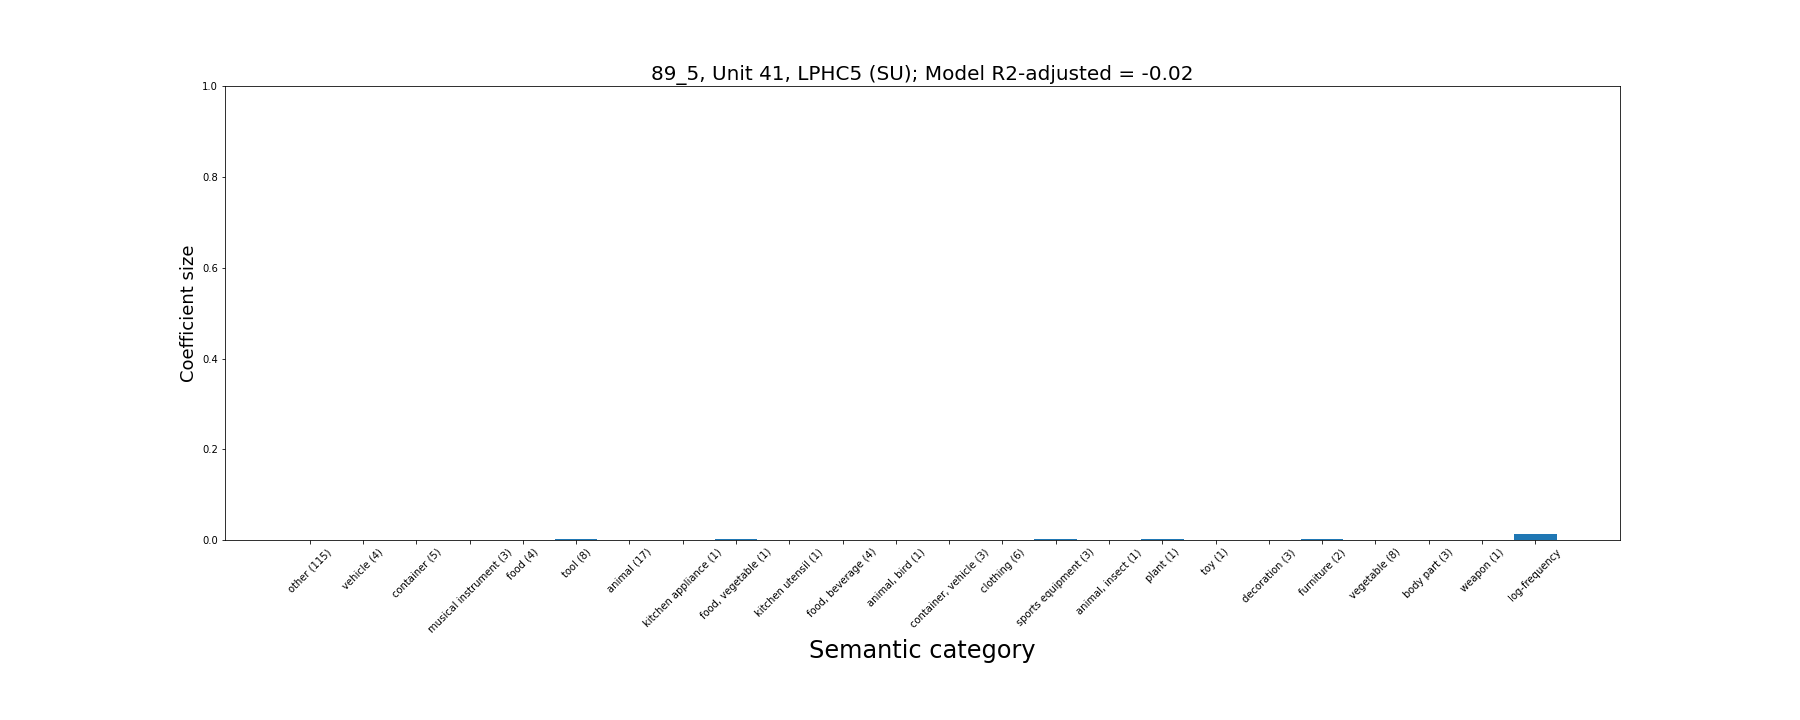 89_5, Unit 41, LPHC5 (SU); Model R2-adjusted = -0.02
Coefficient size
1.0
0.8
0.6
0.4
0.2
0.0
other (115)
vehicle (4)
container (5)
musical instrument (3)
food (4)
tool (8)
animal (17)
kitchen appliance (1)
food, vegetable (1)
kitchen utensil (1)
food, beverage (4)
animal, bird (1)
container, vehicle (3)
clothing (6)
sports equipment (3)
animal, insect (1)
plant (1)
toy (1)
decoration (3)
furniture (2)
vegetable (8)
body part (3)
weapon (1)
log-frequency
Semantic category